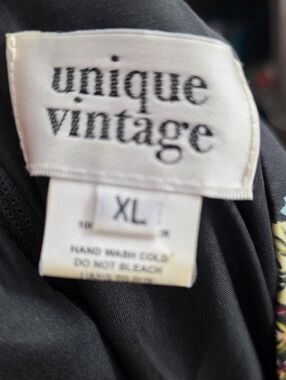 unique
vintage
XL
HAND WASH COLD
DO NOT BLEACH